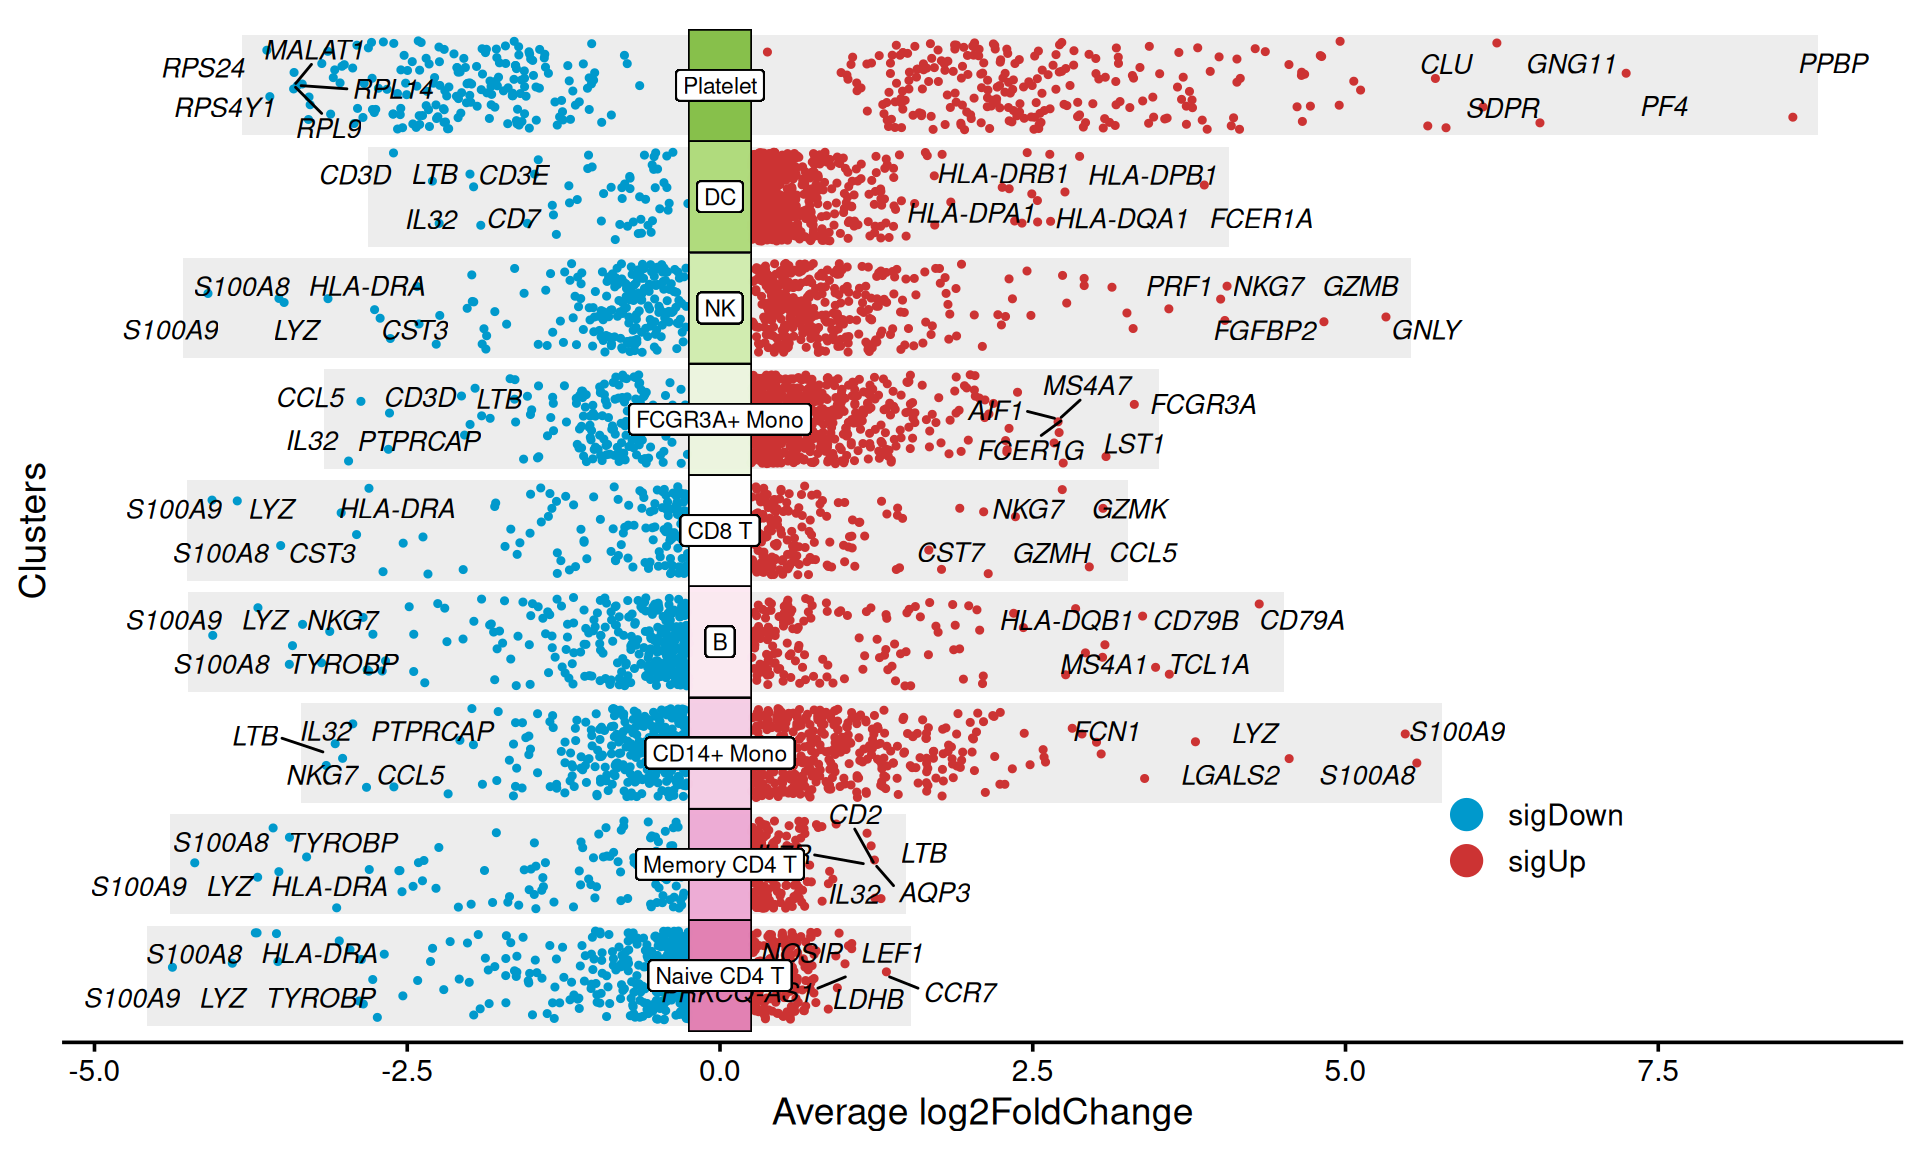 MALAT1
RPS24
RPL14
RPS4Y1
RPL9
Platelet
CLU
GNG11
PPBP
SDPR
PF4
CD3D
LTB
CD3E
IL32
CD7
DC
HLA-DRB1
HLA-DPB1
HLA-DPA1
HLA-DQA1
FCER1A
S100A8
HLA-DRA
S100A9
LYZ
CST3
NK
PRF1
NKG7
GZMB
FGFBP2
GNLY
CCL5
CD3D
LTB
IL32
PTPRCAP
FCGR3A+ Mono
MS4A7
AIF1
FCGR3A
FCER1G
LST1
S100A9
LYZ
HLA-DRA
S100A8
CST3
CD8 T
NKG7
GZMK
CST7
GZMH
CCL5
S100A9
LYZ
NKG7
S100A8
TYROBP
B
HLA-DQB1
CD79B
CD79A
MS4A1
TCL1A
LTB
IL32
PTPRCAP
NKG7
CCL5
CD14+ Mono
FCN1
LYZ
S100A9
LGALS2
S100A8
S100A8
TYROBP
S100A9
LYZ
HLA-DRA
Memory CD4 T
CD2
LTB
IL32
AQP3
S100A8
HLA-DRA
S100A9
LYZ
TYROBP
Naive CD4 T
NOSIP
LEF1
PRKCQ-AS1
LDHB
CCR7
Clusters
sigDown
sigUp
-5.0
-2.5
0.0
2.5
5.0
7.5
Average log2FoldChange